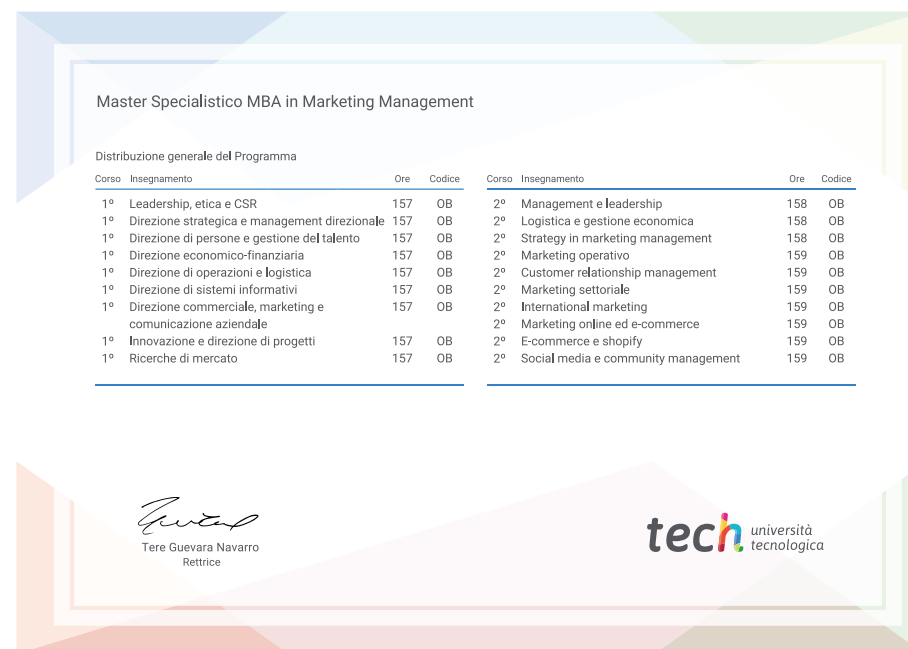 Master Specialistico MBA in Marketing Management
Distribuzione generale del Programma
Corso Insegnamento Ore Codice
1º Leadership, etica e CSR 157 OB
1º Direzione strategica e management direzionale 157 OB
1º Direzione di persone e gestione del talento 157 OB
1º Direzione economico-finanziaria 157 OB
1º Direzione di operazioni e logistica 157 OB
1º Direzione di sistemi informativi 157 OB
1º Direzione commerciale, marketing e 157 OB
comunicazione aziendale
1º Innovazione e direzione di progetti 157 OB
1º Ricerche di mercato 157 OB
Corso Insegnamento Ore Codice
2º Management e leadership 158 OB
2º Logistica e gestione economica 158 OB
2º Strategy in marketing management 158 OB
2º Marketing operativo 159 OB
2º Customer relationship management 159 OB
2º Marketing settoriale 159 OB
2º International marketing 159 OB
2º Marketing online ed e-commerce 159 OB
2º E-commerce e shopify 159 OB
2º Social media e community management 159 OB
Tere Guevara Navarro
Rettrice
tech università
tecnologica